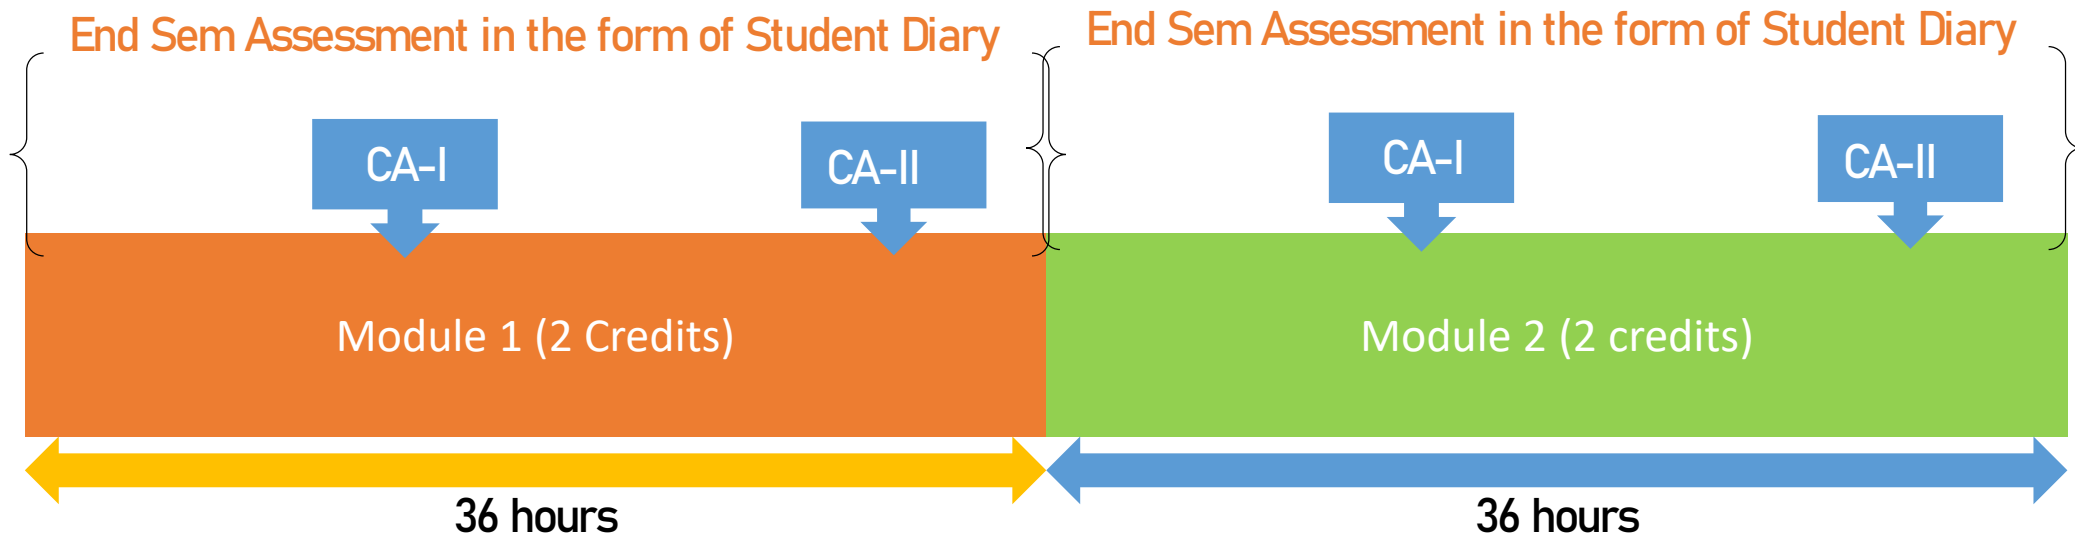 End Sem Assessment in the form of Student Diary
End Sem Assessment in the form of Student Diary
CA-I
CA-II
CA-I
CA-II
Module 1 (2 Credits)
Module 2 (2 credits)
36 hours
36 hours